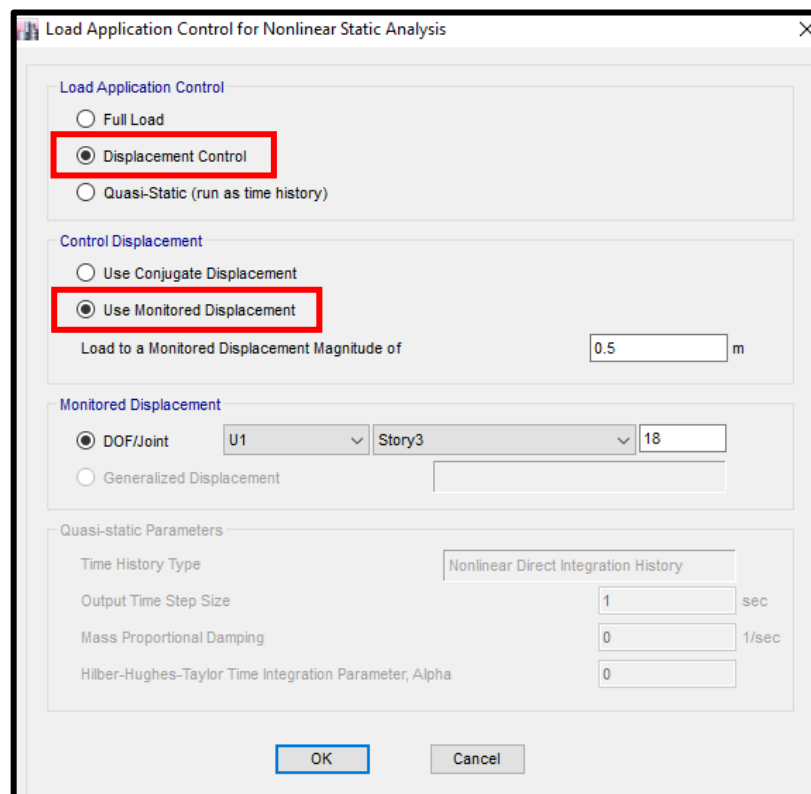 Load Application Control for Nonlinear Static Analysis
Load Application Control
Full Load
Displacement Control
Quasi-Static (run as time history)
Control Displacement
Use Conjugate Displacement
Use Monitored Displacement
Load to a Monitored Displacement Magnitude of 0.5 m
Monitored Displacement
DOF/Joint U1 Story3 18
Generalized Displacement
Quasi-static Parameters
Time History Type Nonlinear Direct Integration History
Output Time Step Size 1 sec
Mass Proportional Damping 0 1/sec
Hilber-Hughes-Taylor Time Integration Parameter, Alpha 0
OK Cancel